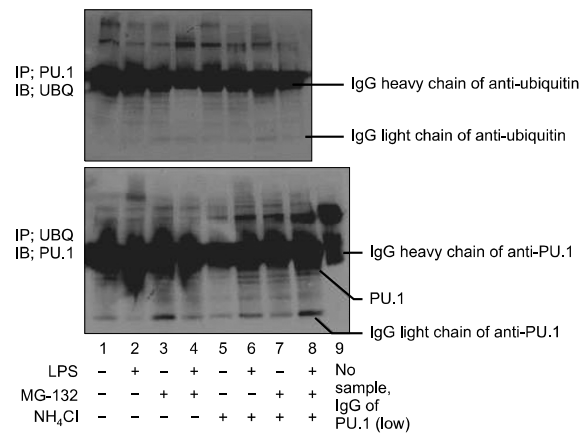 IP; PU.1
IB; UBQ
IgG heavy chain of anti-ubiquitin
IgG light chain of anti-ubiquitin
IP; UBQ
IB; PU.1
IgG heavy chain of anti-PU.1
PU.1
IgG light chain of anti-PU.1
1 2 3 4 5 6 7 8 9
LPS – + – + – + – + No
sample,
MG-132 – – + + – – + + IgG of
NH₄Cl – – – – + + + + PU.1 (low)